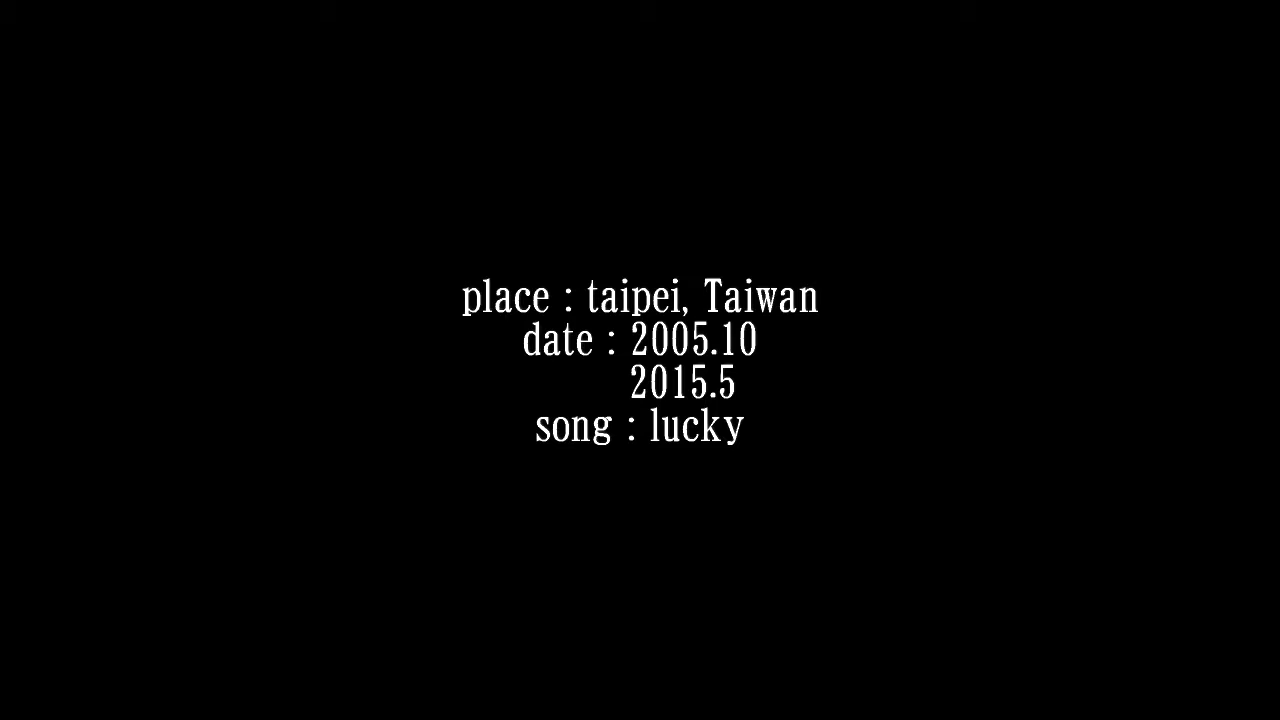 place : taipei, Taiwan
date : 2005.10
2015.5
song : lucky